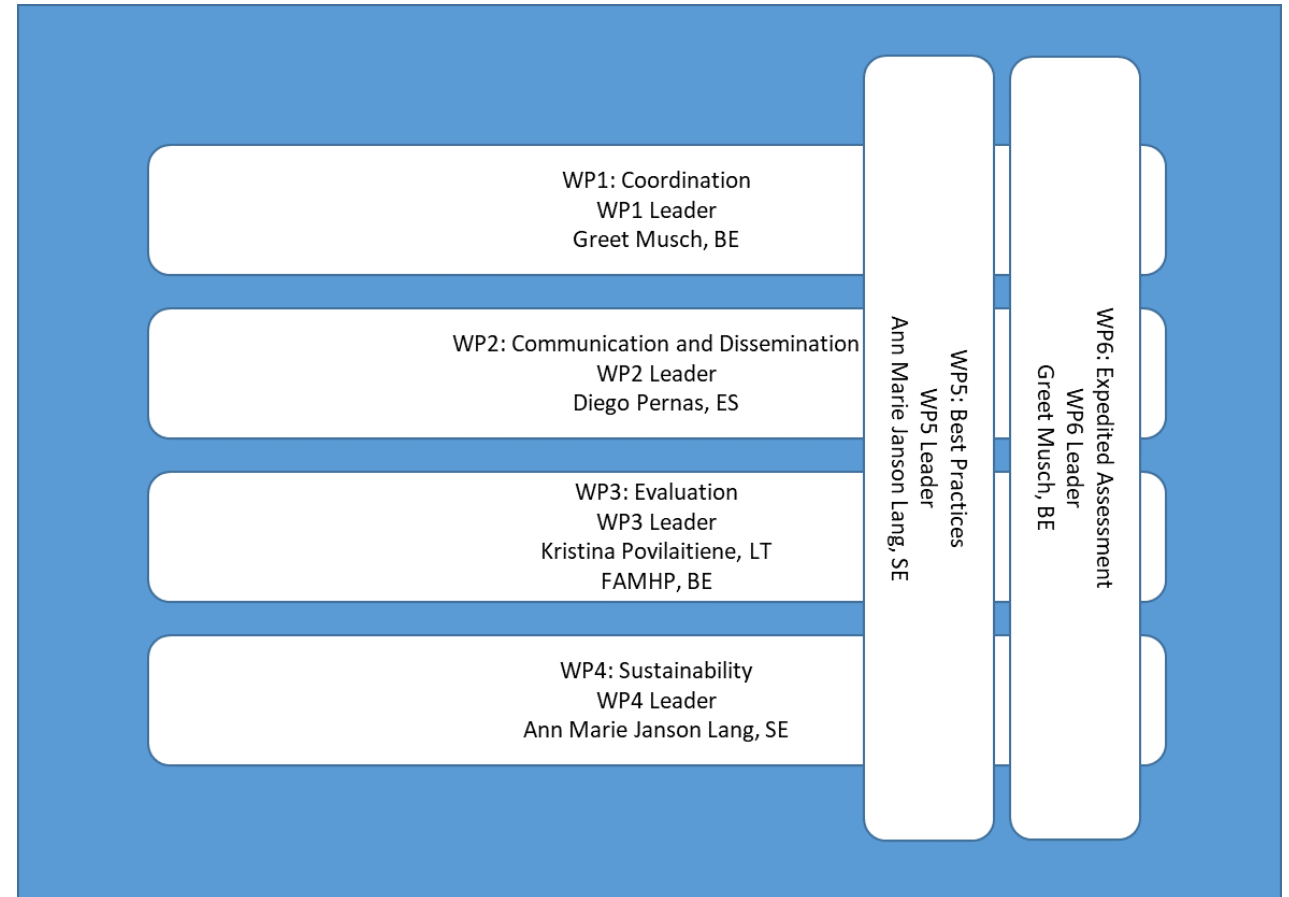 WP1: Coordination
WP1 Leader
Greet Musch, BE
WP2: Communication and Dissemination
WP2 Leader
Diego Pernas, ES
WP3: Evaluation
WP3 Leader
Kristina Povilaitiene, LT
FAMHP, BE
WP4: Sustainability
WP4 Leader
Ann Marie Janson Lang, SE
WP5: Best Practices
WP5 Leader
Ann Marie Janson Lang, SE
WP6: Expedited Assessment
WP6 Leader
Greet Musch, BE